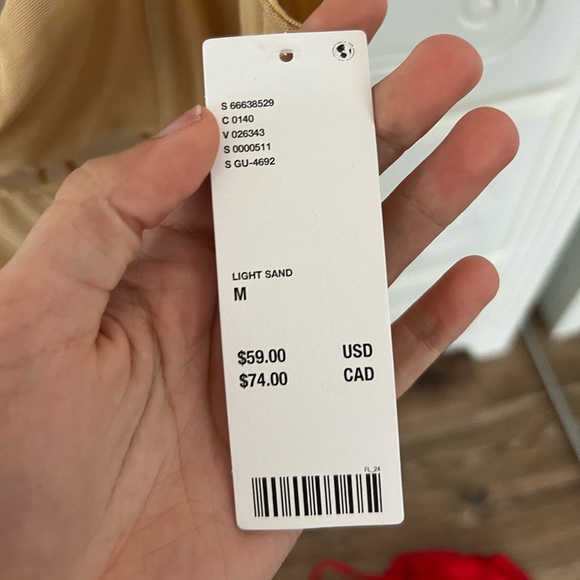 S 66638529
C 0140
V 026343
S 0000511
S GU-4692
LIGHT SAND
M
$59.00 USD
$74.00 CAD
FL_24